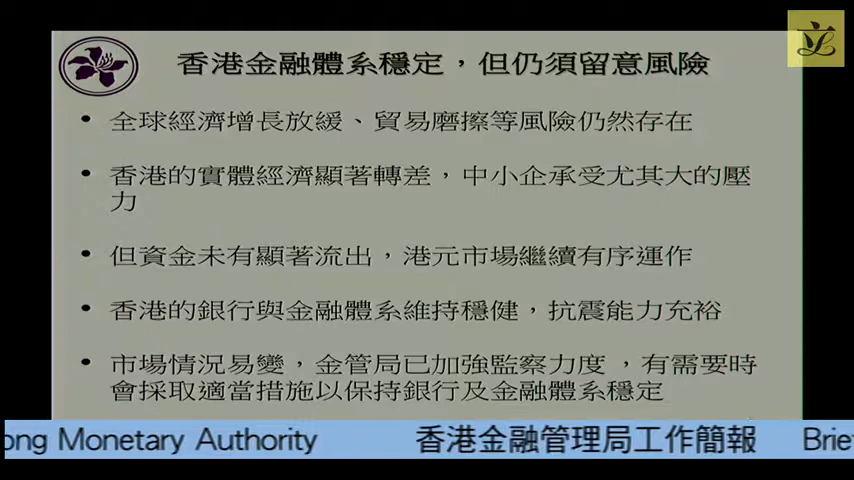 香港金融體系穩定，但仍須留意風險
• 全球經濟增長放緩、貿易磨擦等風險仍然存在
• 香港的實體經濟顯著轉差，中小企承受尤其大的壓
力
• 但資金未有顯著流出，港元市場繼續有序運作
• 香港的銀行與金融體系維持穩健，抗震能力充裕
• 市場情況易變，金管局已加強監察力度，有需要時
會採取適當措施以保持銀行及金融體系穩定
ong Monetary Authority 香港金融管理局工作簡報 Brie